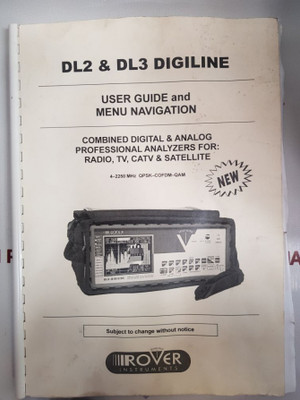 DL2 & DL3 DIGILINE
USER GUIDE and
MENU NAVIGATION
COMBINED DIGITAL & ANALOG
PROFESSIONAL ANALYZERS FOR:
RADIO, TV, CATV & SATELLITE
4–2250 MHz QPSK–COFDM–QAM
NEW
Subject to change without notice
ROVER
INSTRUMENTS